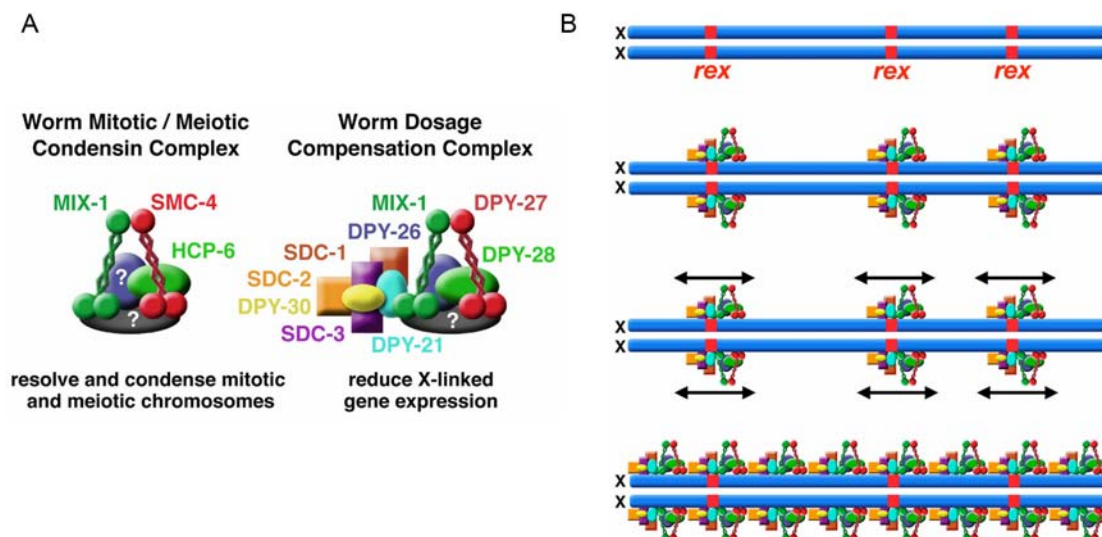 A
Worm Mitotic / Meiotic
Condensin Complex
MIX-1
SMC-4
HCP-6
?
?
resolve and condense mitotic
and meiotic chromosomes
Worm Dosage
Compensation Complex
MIX-1
DPY-27
DPY-26
SDC-1
DPY-28
SDC-2
DPY-30
?
SDC-3
DPY-21
reduce X-linked
gene expression
B
X
X
rex rex rex
X
X
X
X
X
X